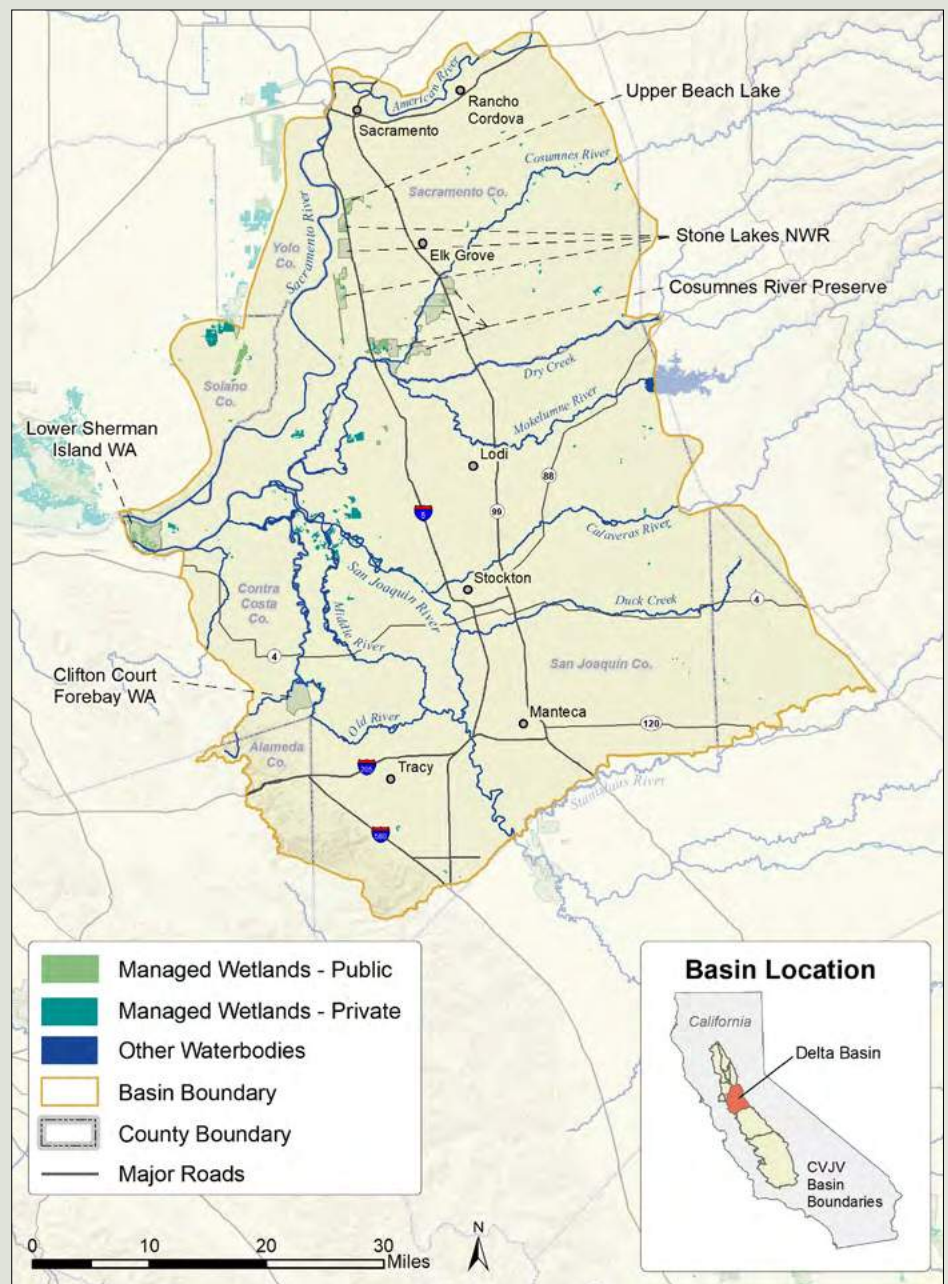 American River
Rancho
Cordova
Sacramento
Upper Beach Lake
Cosumnes River
Sacramento Co.
Sacramento River
Yolo
Co.
Stone Lakes NWR
Elk Grove
Cosumnes River Preserve
Solano
Co.
Dry Creek
Mokelumne River
Lower Sherman
Island WA
Lodi
88
5
99
Calaveras River
Stockton
San Joaquin River
Contra
Costa
Co.
Middle River
Duck Creek
4
4
San Joaquin Co.
Clifton Court
Forebay WA
Old River
Manteca
120
Alameda
Co.
205
Tracy
Stanislaus River
580
Managed Wetlands - Public
Managed Wetlands - Private
Other Waterbodies
Basin Boundary
County Boundary
Major Roads
Basin Location
California
Delta Basin
CVJV
Basin
Boundaries
0 10 20 30
Miles
N